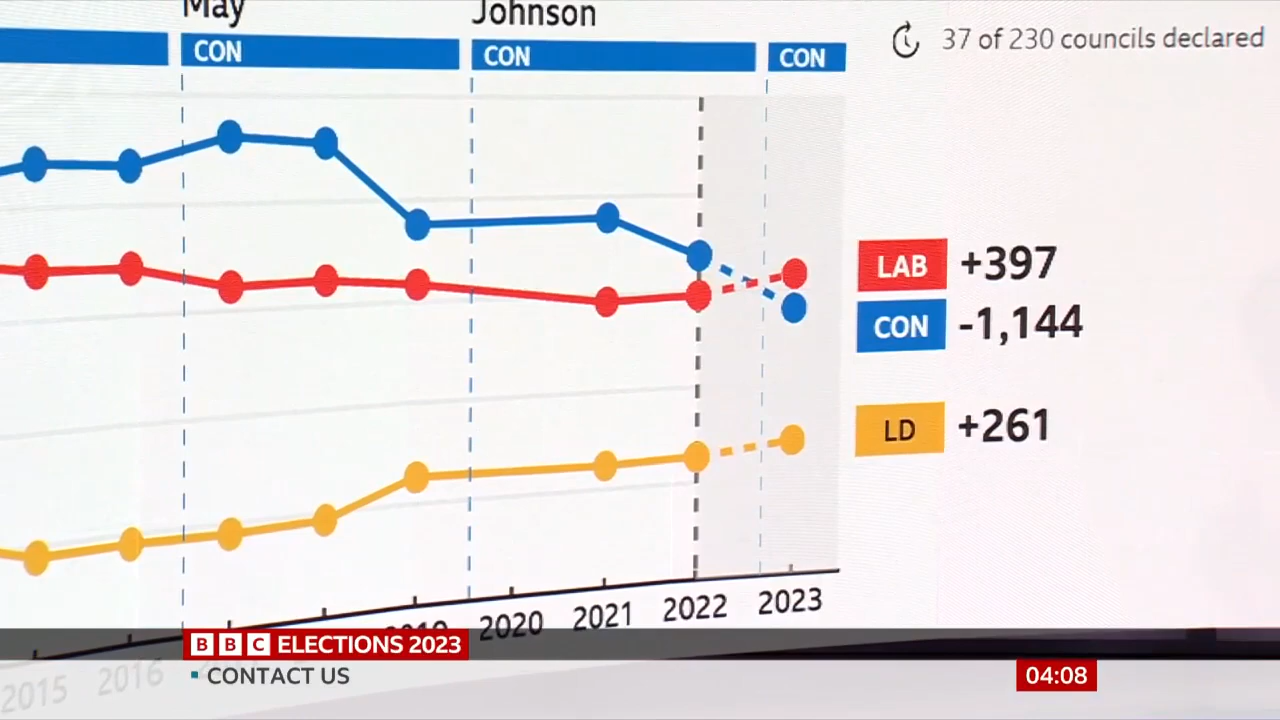 May
Johnson
CON
CON
CON
37 of 230 councils declared
LAB +397
CON -1,144
LD +261
2015 2016 2019 2020 2021 2022 2023
BBC ELECTIONS 2023
CONTACT US
04:08